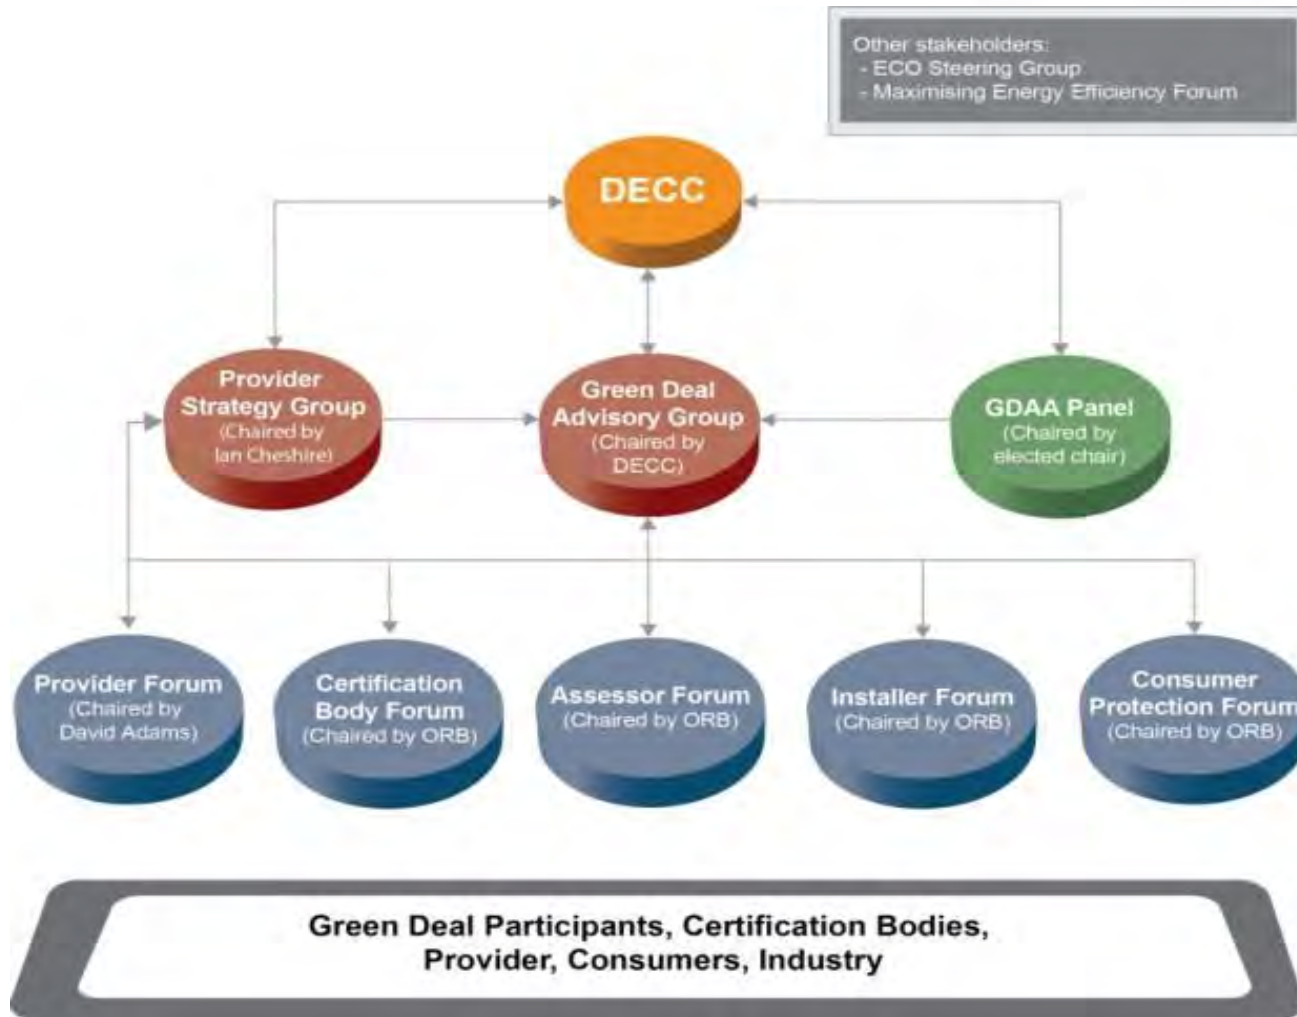 Other stakeholders:
- ECO Steering Group
- Maximising Energy Efficiency Forum
DECC
Provider
Strategy Group
(Chaired by
Ian Cheshire)
Green Deal
Advisory Group
(Chaired by
DECC)
GDAA Panel
(Chaired by
elected chair)
Provider Forum
(Chaired by
David Adams)
Certification
Body Forum
(Chaired by ORB)
Assessor Forum
(Chaired by ORB)
Installer Forum
(Chaired by ORB)
Consumer
Protection Forum
(Chaired by ORB)
Green Deal Participants, Certification Bodies,
Provider, Consumers, Industry